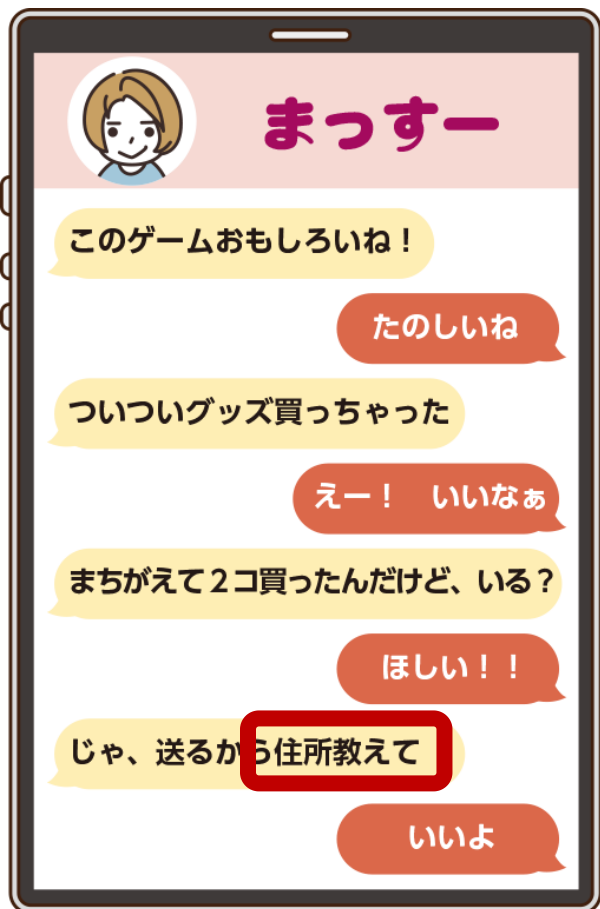 まっすー
このゲームおもしろいね！
たのしいね
ついついグッズ買っちゃった
えー！　いいなぁ
まちがえて２コ買ったんだけど、いる？
ほしい！！
じゃ、送るから住所教えて
いいよ